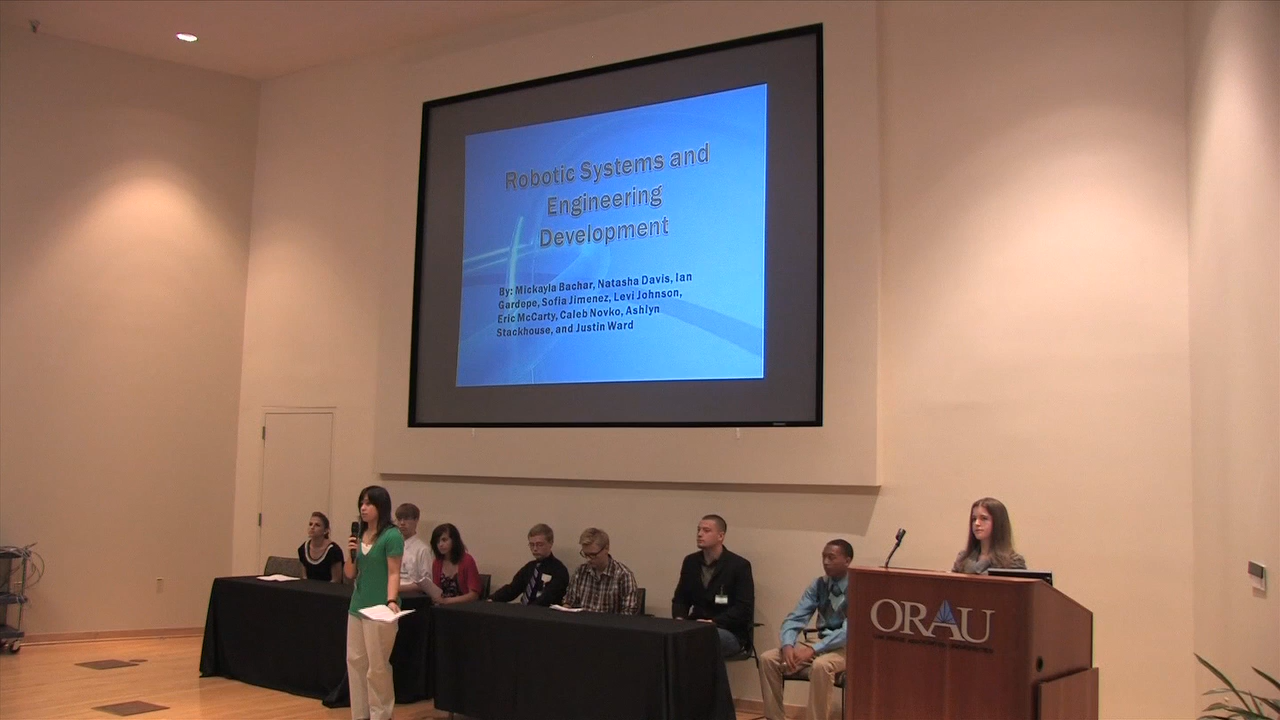 Robotic Systems and
Engineering
Development
By: Mickayla Bachar, Natasha Davis, Ian
Gardepe, Sofia Jimenez, Levi Johnson,
Eric McCarty, Caleb Novko, Ashlyn
Stackhouse, and Justin Ward
ORAU